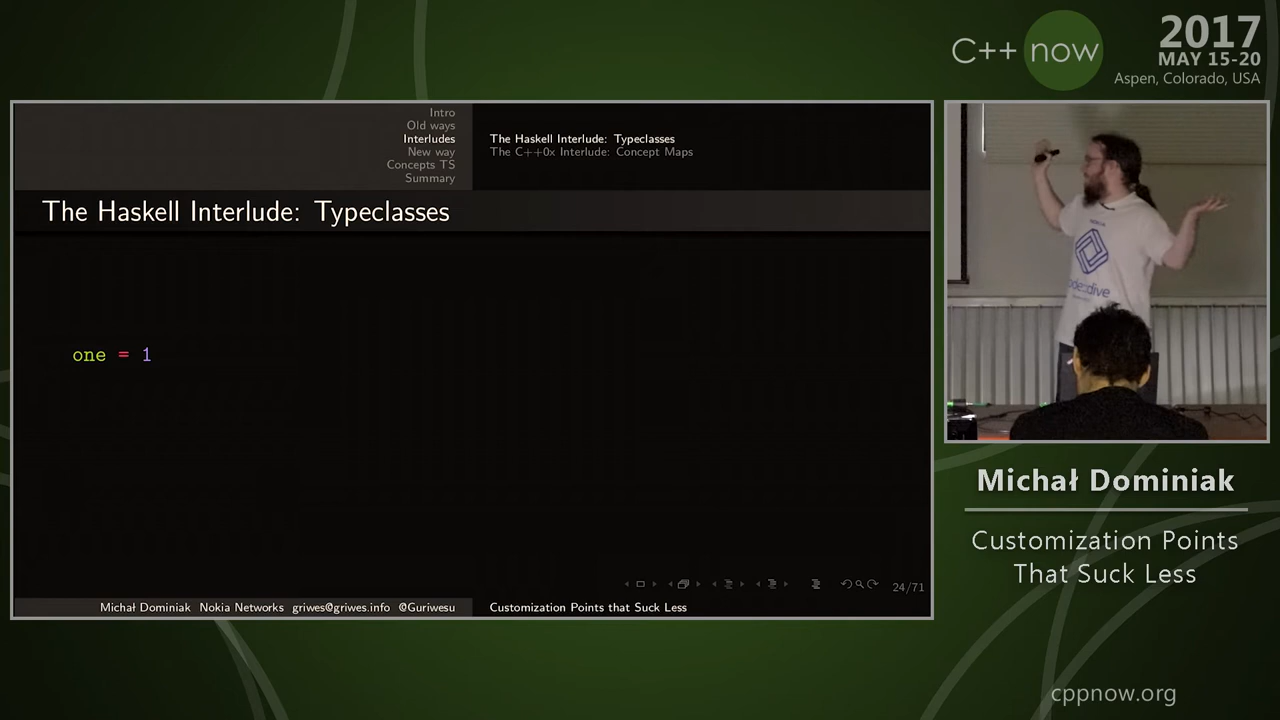 C++ now
2017
MAY 15-20
Aspen, Colorado, USA
Intro
Old ways
Interludes
New way
Concepts TS
Summary
The Haskell Interlude: Typeclasses
The C++0x Interlude: Concept Maps
The Haskell Interlude: Typeclasses
one = 1
24/71
Michał Dominiak Nokia Networks griwes@griwes.info @Guriwesu
Customization Points that Suck Less
Michał Dominiak
Customization Points
That Suck Less
cppnow.org